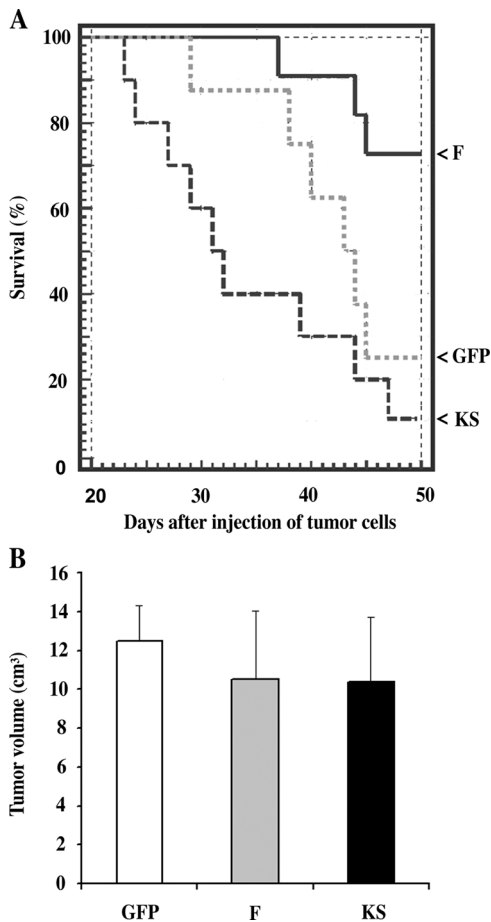 A
Survival (%)
100
80
60
40
20
0
< F
< GFP
< KS
20 30 40 50
Days after injection of tumor cells
B
Tumor volume (cm³)
16
14
12
10
8
6
4
2
0
GFP F KS